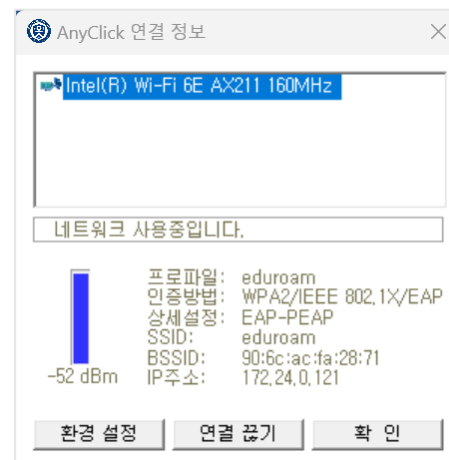 AnyClick 연결 정보
Intel(R) Wi-Fi 6E AX211 160MHz
네트워크 사용중입니다.
프로파일: eduroam
인증방법: WPA2/IEEE 802.1X/EAP
상세설정: EAP-PEAP
SSID: eduroam
BSSID: 90:6c:ac:fa:28:71
-52 dBm IP주소: 172.24.0.121
환경 설정 연결 끊기 확 인